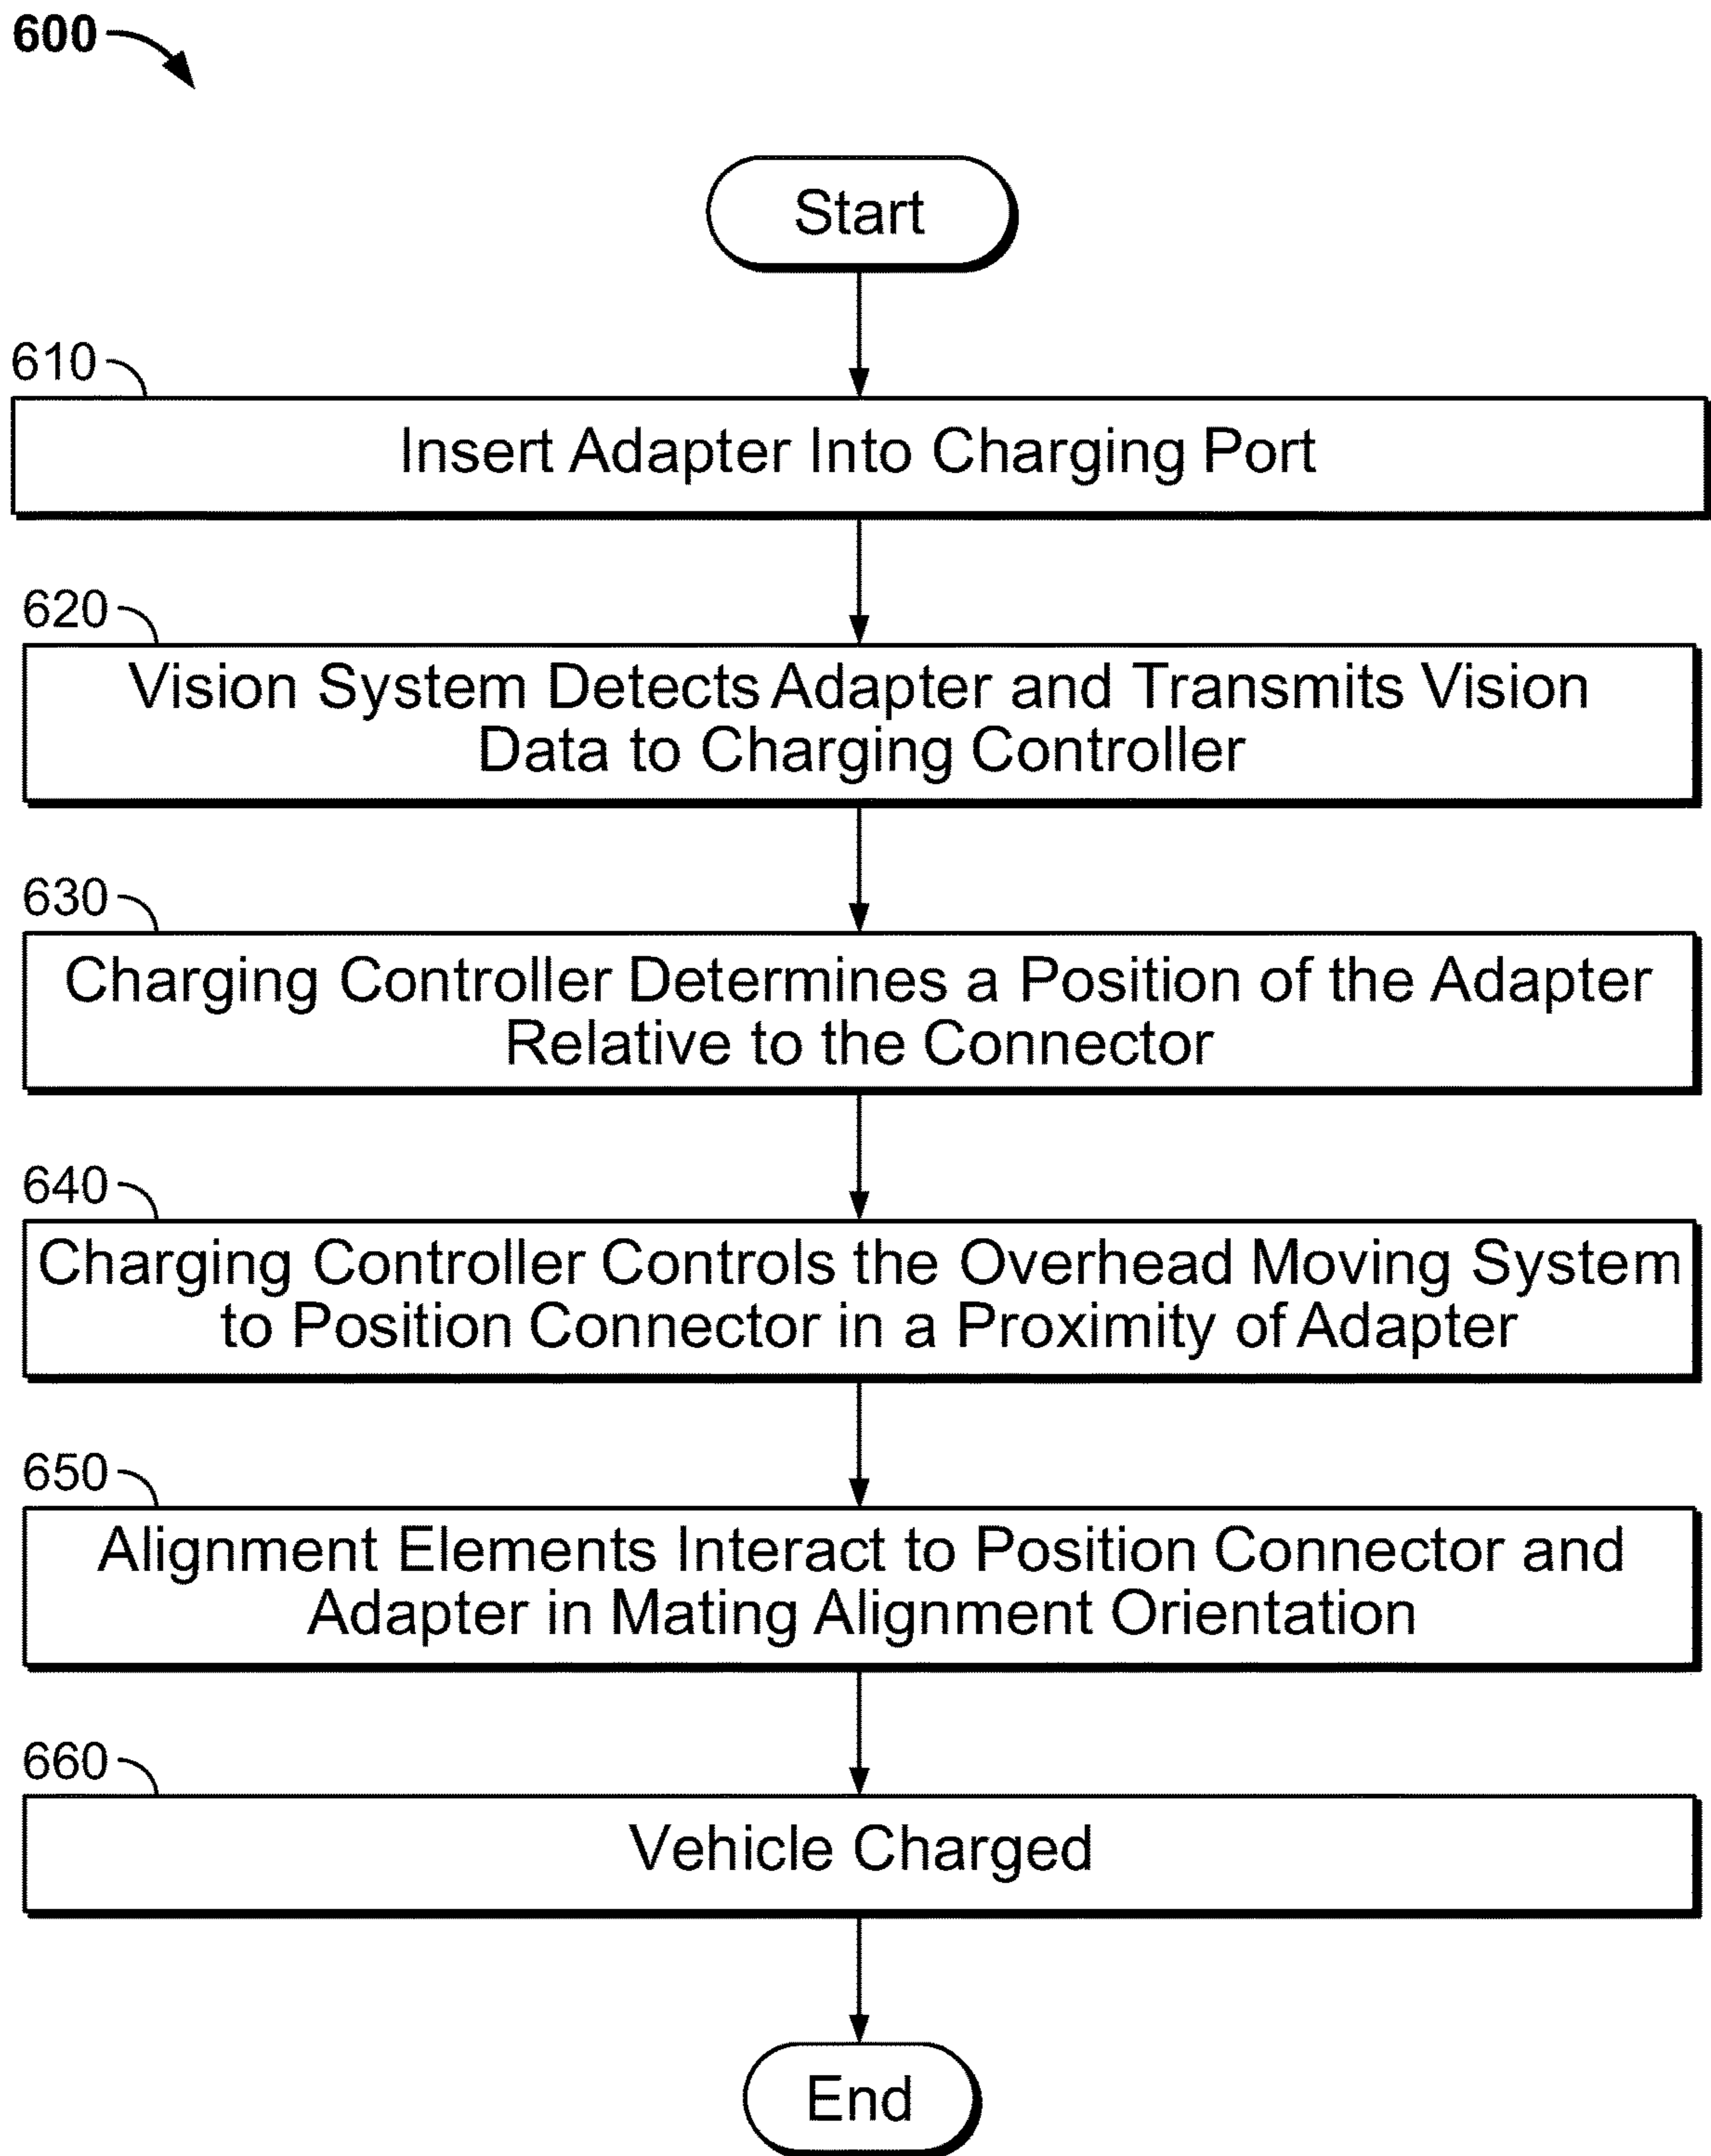 600
Start
610
Insert Adapter Into Charging Port
620
Vision System Detects Adapter and Transmits Vision
Data to Charging Controller
630
Charging Controller Determines a Position of the Adapter
Relative to the Connector
640
Charging Controller Controls the Overhead Moving System
to Position Connector in a Proximity of Adapter
650
Alignment Elements Interact to Position Connector and
Adapter in Mating Alignment Orientation
660
Vehicle Charged
End